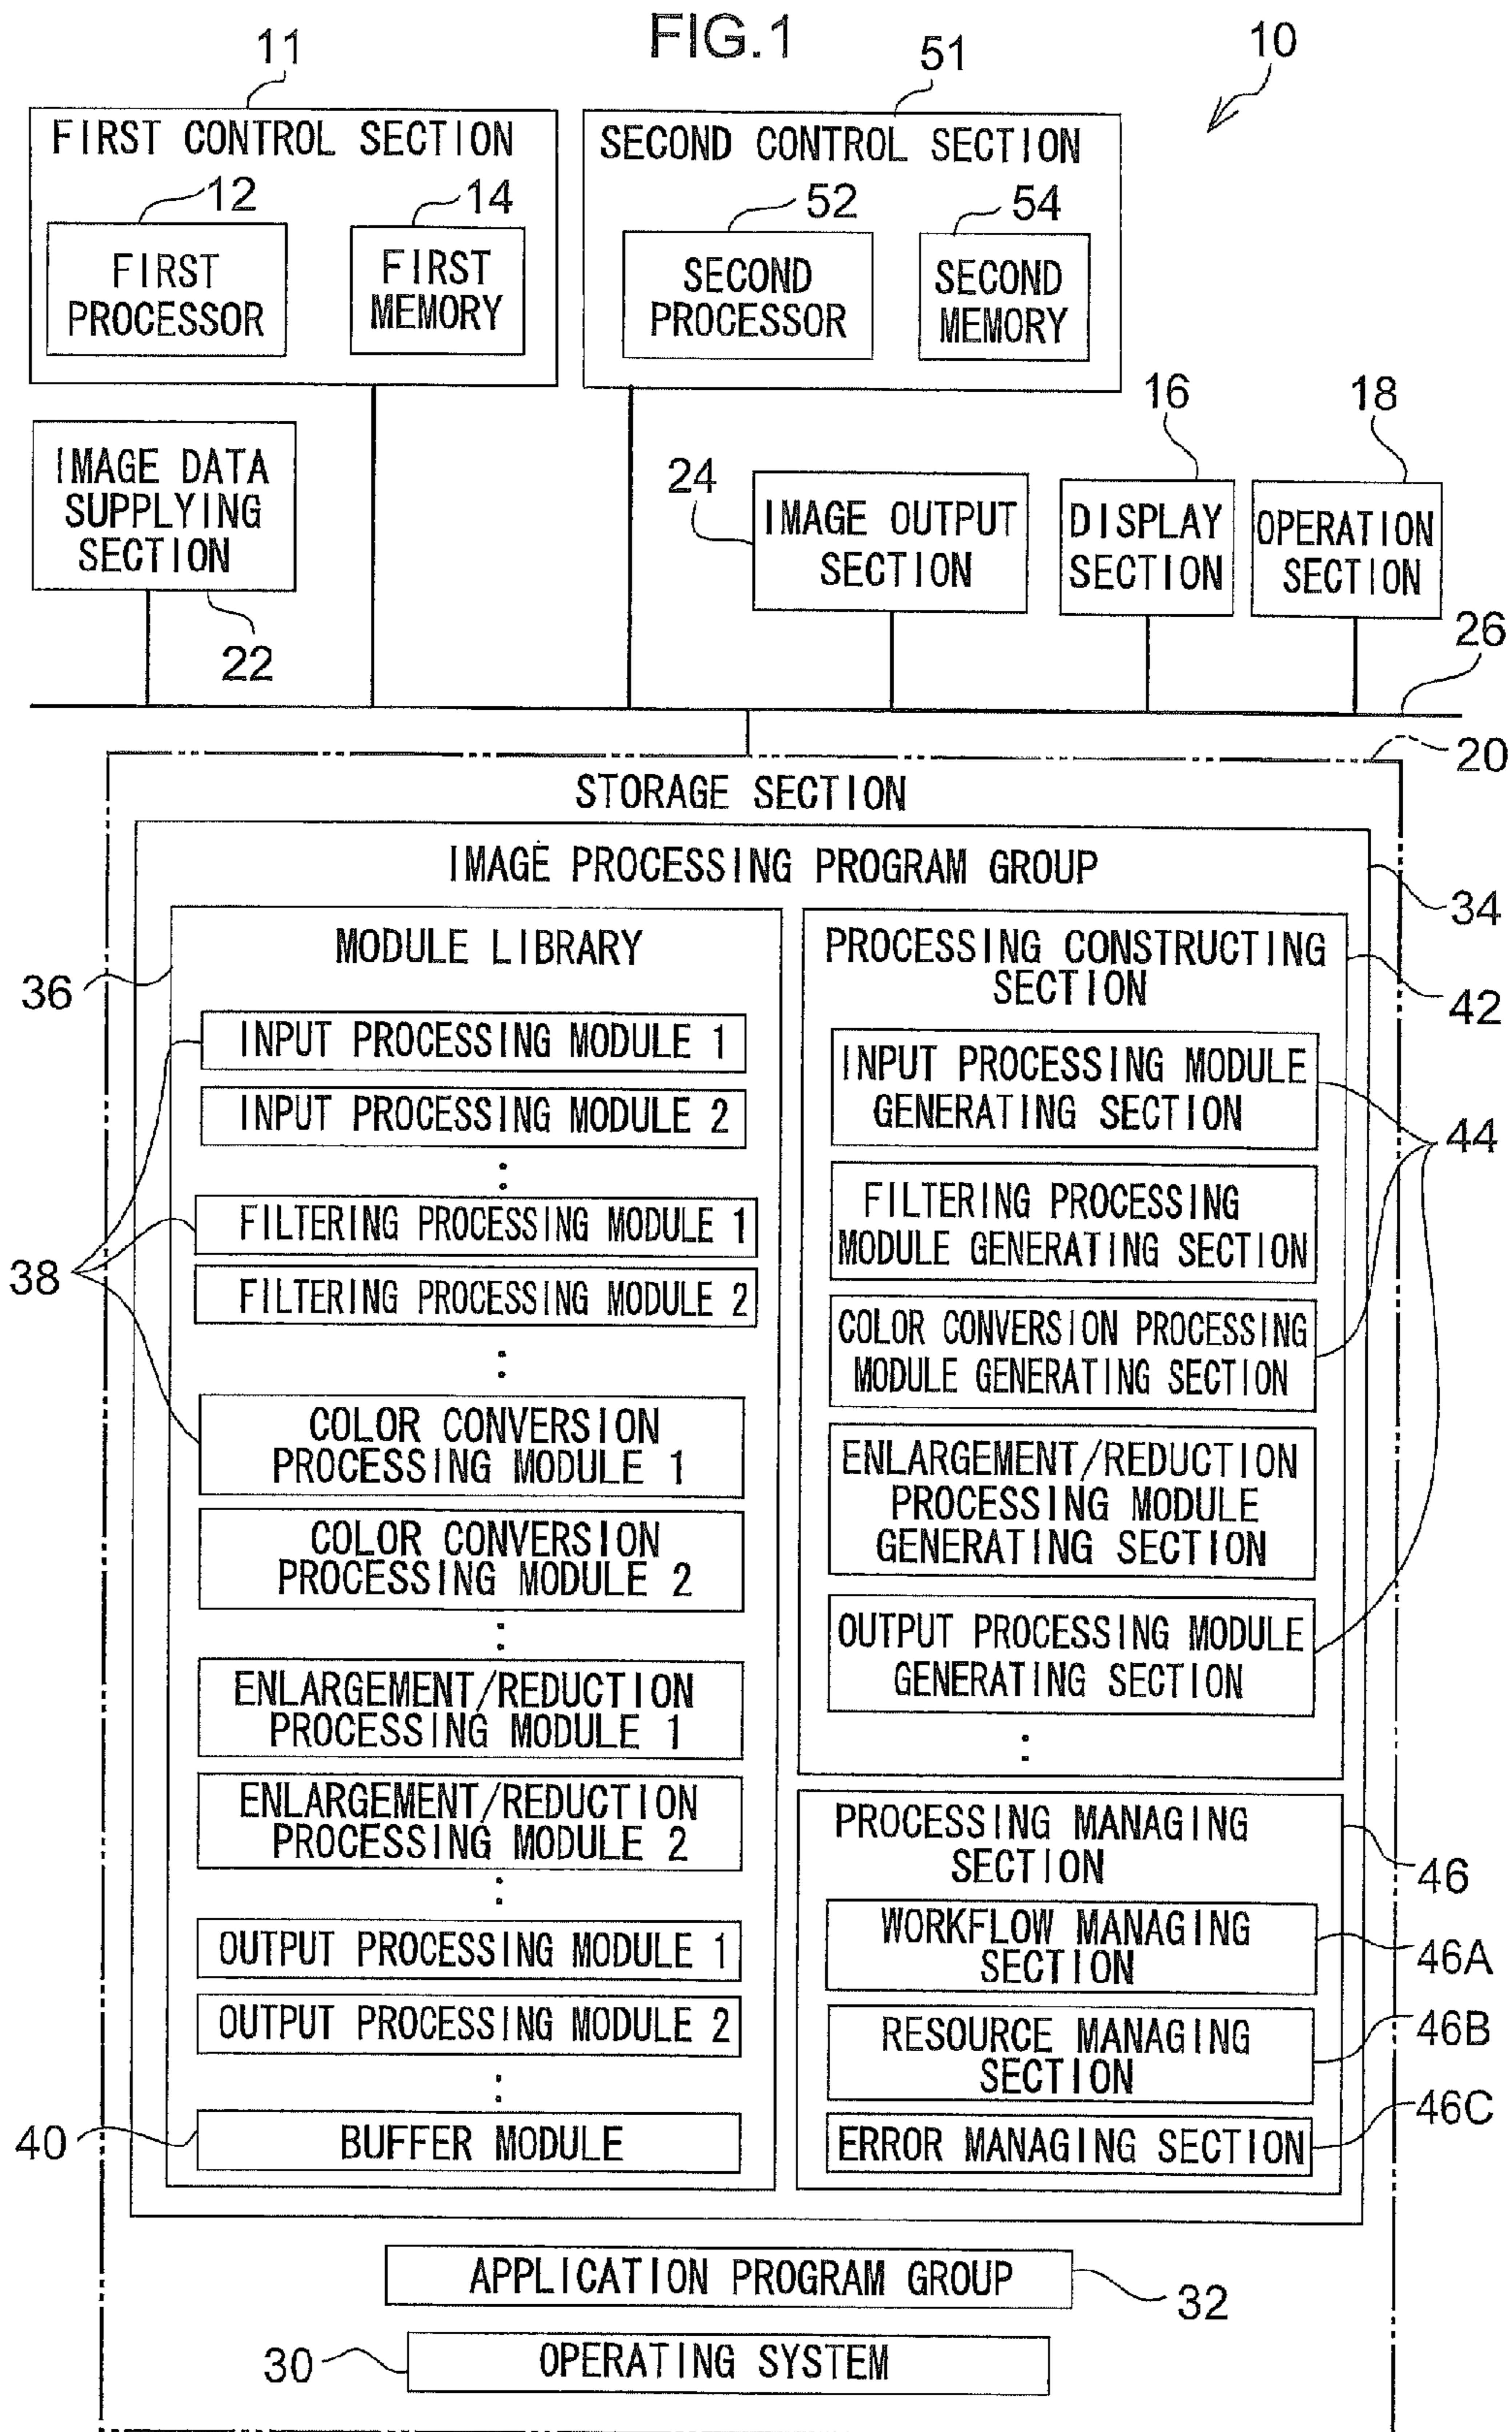 FIG.1
10
11
FIRST CONTROL SECTION
12
FIRST
PROCESSOR
14
FIRST
MEMORY
51
SECOND CONTROL SECTION
52
SECOND
PROCESSOR
54
SECOND
MEMORY
IMAGE DATA
SUPPLYING
SECTION
22
24
IMAGE OUTPUT
SECTION
16
DISPLAY
SECTION
18
OPERATION
SECTION
26
20
STORAGE SECTION
IMAGE PROCESSING PROGRAM GROUP
34
36
MODULE LIBRARY
38
INPUT PROCESSING MODULE 1
INPUT PROCESSING MODULE 2
FILTERING PROCESSING MODULE 1
FILTERING PROCESSING MODULE 2
COLOR CONVERSION
PROCESSING MODULE 1
COLOR CONVERSION
PROCESSING MODULE 2
ENLARGEMENT/REDUCTION
PROCESSING MODULE 1
ENLARGEMENT/REDUCTION
PROCESSING MODULE 2
OUTPUT PROCESSING MODULE 1
OUTPUT PROCESSING MODULE 2
40
BUFFER MODULE
PROCESSING CONSTRUCTING
SECTION
42
INPUT PROCESSING MODULE
GENERATING SECTION
44
FILTERING PROCESSING
MODULE GENERATING SECTION
COLOR CONVERSION PROCESSING
MODULE GENERATING SECTION
ENLARGEMENT/REDUCTION
PROCESSING MODULE
GENERATING SECTION
OUTPUT PROCESSING MODULE
GENERATING SECTION
PROCESSING MANAGING
SECTION
46
WORKFLOW MANAGING
SECTION
46A
RESOURCE MANAGING
SECTION
46B
ERROR MANAGING SECTION
46C
APPLICATION PROGRAM GROUP
32
30
OPERATING SYSTEM